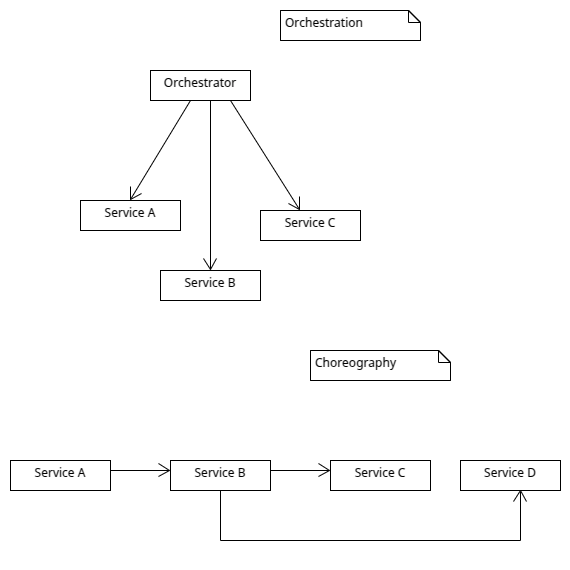 Orchestration
Orchestrator
Service A
Service C
Service B
Choreography
Service A
Service B
Service C
Service D